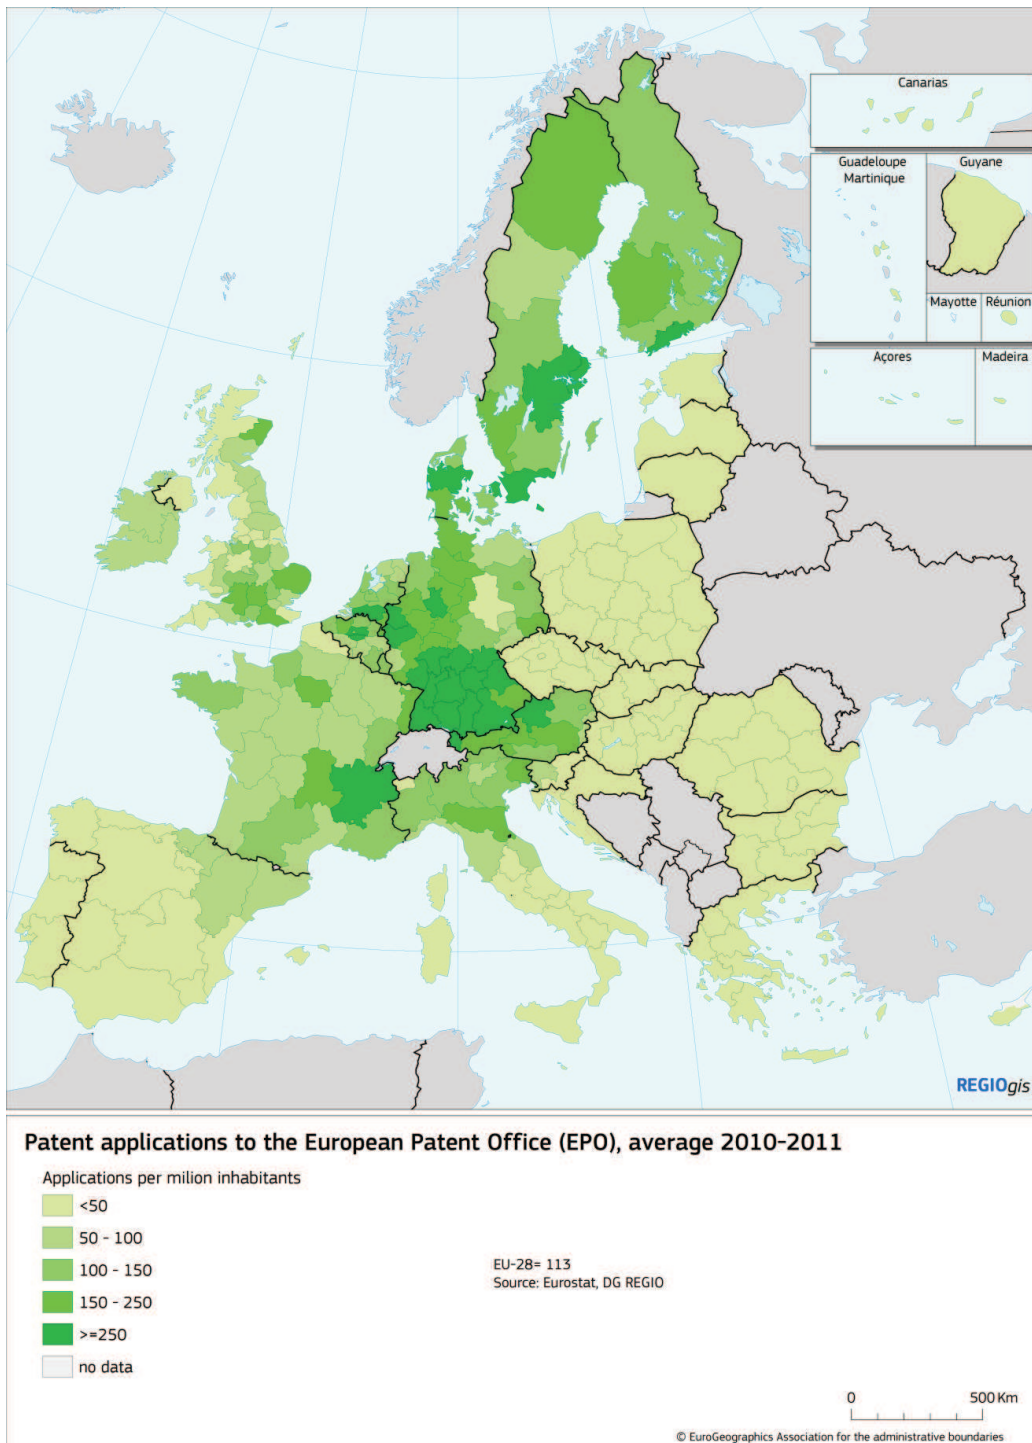 Canarias
Guadeloupe
Martinique
Guyane
Mayotte
Réunion
Açores
Madeira
REGIOgis
Patent applications to the European Patent Office (EPO), average 2010-2011
Applications per milion inhabitants
<50
50 - 100
100 - 150
150 - 250
>=250
no data
EU-28= 113
Source: Eurostat, DG REGIO
0 500 Km
© EuroGeographics Association for the administrative boundaries